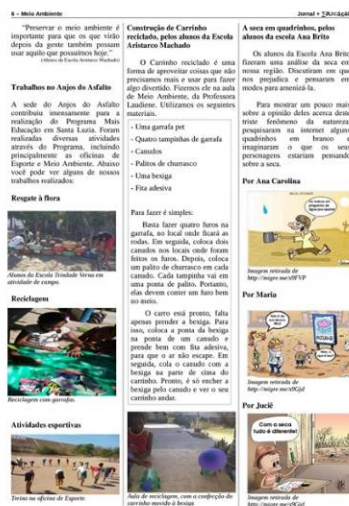 6 – Meio Ambiente
Jornal + Educação
"Preservar o meio ambiente é
importante para que os que virão
depois da gente também possam
usar aquilo que possuímos hoje."
(Alunos da Escola Aristarco Machado)
Trabalhos no Anjos do Asfalto
A sede do Anjos do Asfalto
contribuiu imensamente para a
realização do Programa Mais
Educação em Santa Luzia. Foram
realizadas diversas atividades
através do Programa, incluindo
principalmente as oficinas de
Esporte e Meio Ambiente. Abaixo
você pode ver alguns de nossos
trabalhos realizados:
Resgate à flora
Alunos da Escola Trindade Verna em
atividade de campo.
Reciclagem
Reciclagem com garrafas.
Atividades esportivas
Treino na oficina de Esporte.
Construção de Carrinho
reciclado, pelos alunos da Escola
Aristarco Machado
O Carrinho reciclado é uma
forma de aproveitar coisas que não
precisamos mais e usar para fazer
algo divertido. Fizemos ele na aula
de Meio Ambiente, da Professora
Laudiene. Utilizamos os seguintes
materiais.
- Uma garrafa pet
- Quatro tampinhas de garrafa
- Canudos
- Palitos de churrasco
- Uma bexiga
- Fita adesiva
Para fazer é simples:
Basta fazer quatro furos na
garrafa, no local onde ficará as
rodas. Em seguida, coloca dois
canudos nos locais onde foram
feitos os furos. Depois, coloca
um palito de churrasco em cada
canudo. Cada tampinha vai em
uma ponta de palito. Portanto,
elas devem conter um furo bem
no meio.
O carro está pronto, falta
apenas prender a bexiga. Para
isso, coloca a ponta da bexiga
na ponta de um canudo e
prende bem com fita adesiva,
para que o ar não escape. Em
seguida, cola o canudo com a
bexiga na parte de cima do
carrinho. Pronto, é só encher a
bexiga pelo canudo e ver o seu
carrinho andar.
Aula de reciclagem, com a confecção do
carrinho movido à bexiga
A seca em quadrinhos, pelos
alunos da escola Ana Brito
Os alunos da Escola Ana Brito
fizeram uma análise da seca em
nossa região. Discutiram em que
nos prejudica e pensaram em
modos para amenizá-la.
Para mostrar um pouco mais
sobre a opinião deles acerca deste
triste fenômeno da natureza,
pesquisaram na internet alguns
quadrinhos em branco e
imaginaram o que os seus
personagens estariam pensando
sobre a seca.
Por Ana Carolina
Imagem retirada de
Por Maria
Imagem retirada de
Por Jucié
Com a seca
tudo é diferente!
Imagem retirada de